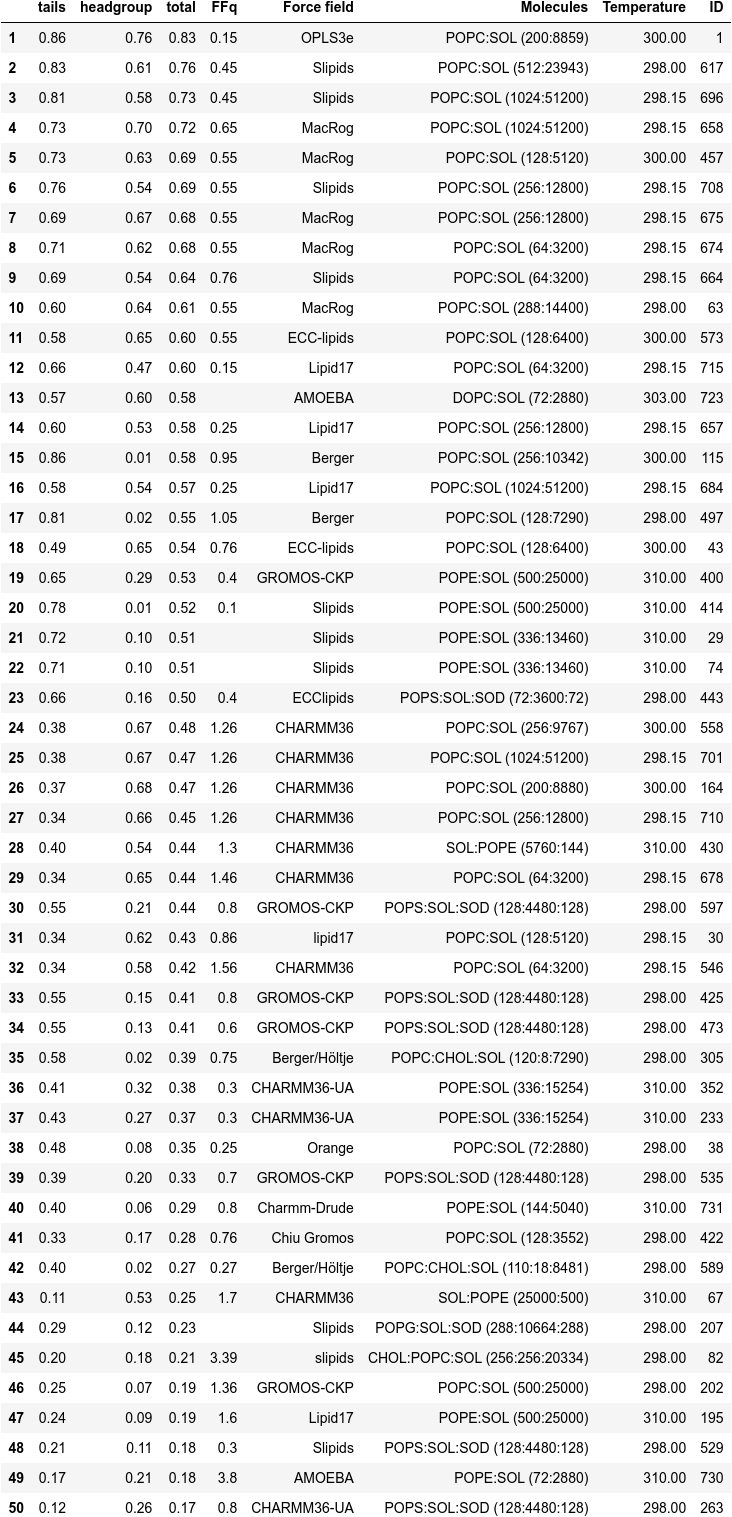 tails headgroup total FFq Force field Molecules Temperature ID
1 0.86 0.76 0.83 0.15 OPLS3e POPC:SOL (200:8859) 300.00 1
2 0.83 0.61 0.76 0.45 Slipids POPC:SOL (512:23943) 298.00 617
3 0.81 0.58 0.73 0.45 Slipids POPC:SOL (1024:51200) 298.15 696
4 0.73 0.70 0.72 0.65 MacRog POPC:SOL (1024:51200) 298.15 658
5 0.73 0.63 0.69 0.55 MacRog POPC:SOL (128:5120) 300.00 457
6 0.76 0.54 0.69 0.55 Slipids POPC:SOL (256:12800) 298.15 708
7 0.69 0.67 0.68 0.55 MacRog POPC:SOL (256:12800) 298.15 675
8 0.71 0.62 0.68 0.55 MacRog POPC:SOL (64:3200) 298.15 674
9 0.69 0.54 0.64 0.76 Slipids POPC:SOL (64:3200) 298.15 664
10 0.60 0.64 0.61 0.55 MacRog POPC:SOL (288:14400) 298.00 63
11 0.58 0.65 0.60 0.55 ECC-lipids POPC:SOL (128:6400) 300.00 573
12 0.66 0.47 0.60 0.15 Lipid17 POPC:SOL (64:3200) 298.15 715
13 0.57 0.60 0.58 AMOEBA DOPC:SOL (72:2880) 303.00 723
14 0.60 0.53 0.58 0.25 Lipid17 POPC:SOL (256:12800) 298.15 657
15 0.86 0.01 0.58 0.95 Berger POPC:SOL (256:10342) 300.00 115
16 0.58 0.54 0.57 0.25 Lipid17 POPC:SOL (1024:51200) 298.15 684
17 0.81 0.02 0.55 1.05 Berger POPC:SOL (128:7290) 298.00 497
18 0.49 0.65 0.54 0.76 ECC-lipids POPC:SOL (128:6400) 300.00 43
19 0.65 0.29 0.53 0.4 GROMOS-CKP POPE:SOL (500:25000) 310.00 400
20 0.78 0.01 0.52 0.1 Slipids POPE:SOL (500:25000) 310.00 414
21 0.72 0.10 0.51 Slipids POPE:SOL (336:13460) 310.00 29
22 0.71 0.10 0.51 Slipids POPE:SOL (336:13460) 310.00 74
23 0.66 0.16 0.50 0.4 ECClipids POPS:SOL:SOD (72:3600:72) 298.00 443
24 0.38 0.67 0.48 1.26 CHARMM36 POPC:SOL (256:9767) 300.00 558
25 0.38 0.67 0.47 1.26 CHARMM36 POPC:SOL (1024:51200) 298.15 701
26 0.37 0.68 0.47 1.26 CHARMM36 POPC:SOL (200:8880) 300.00 164
27 0.34 0.66 0.45 1.26 CHARMM36 POPC:SOL (256:12800) 298.15 710
28 0.40 0.54 0.44 1.3 CHARMM36 SOL:POPE (5760:144) 310.00 430
29 0.34 0.65 0.44 1.46 CHARMM36 POPC:SOL (64:3200) 298.15 678
30 0.55 0.21 0.44 0.8 GROMOS-CKP POPS:SOL:SOD (128:4480:128) 298.00 597
31 0.34 0.62 0.43 0.86 lipid17 POPC:SOL (128:5120) 298.15 30
32 0.34 0.58 0.42 1.56 CHARMM36 POPC:SOL (64:3200) 298.15 546
33 0.55 0.15 0.41 0.8 GROMOS-CKP POPS:SOL:SOD (128:4480:128) 298.00 425
34 0.55 0.13 0.41 0.6 GROMOS-CKP POPS:SOL:SOD (128:4480:128) 298.00 473
35 0.58 0.02 0.39 0.75 Berger/Höltje POPC:CHOL:SOL (120:8:7290) 298.00 305
36 0.41 0.32 0.38 0.3 CHARMM36-UA POPE:SOL (336:15254) 310.00 352
37 0.43 0.27 0.37 0.3 CHARMM36-UA POPE:SOL (336:15254) 310.00 233
38 0.48 0.08 0.35 0.25 Orange POPC:SOL (72:2880) 298.00 38
39 0.39 0.20 0.33 0.7 GROMOS-CKP POPS:SOL:SOD (128:4480:128) 298.00 535
40 0.40 0.06 0.29 0.8 Charmm-Drude POPE:SOL (144:5040) 310.00 731
41 0.33 0.17 0.28 0.76 Chiu Gromos POPC:SOL (128:3552) 298.00 422
42 0.40 0.02 0.27 0.27 Berger/Höltje POPC:CHOL:SOL (110:18:8481) 298.00 589
43 0.11 0.53 0.25 1.7 CHARMM36 SOL:POPE (25000:500) 310.00 67
44 0.29 0.12 0.23 Slipids POPG:SOL:SOD (288:10664:288) 298.00 207
45 0.20 0.18 0.21 3.39 slipids CHOL:POPC:SOL (256:256:20334) 298.00 82
46 0.25 0.07 0.19 1.36 GROMOS-CKP POPC:SOL (500:25000) 298.00 202
47 0.24 0.09 0.19 1.6 Lipid17 POPE:SOL (500:25000) 310.00 195
48 0.21 0.11 0.18 0.3 Slipids POPS:SOL:SOD (128:4480:128) 298.00 529
49 0.17 0.21 0.18 3.8 AMOEBA POPE:SOL (72:2880) 310.00 730
50 0.12 0.26 0.17 0.8 CHARMM36-UA POPS:SOL:SOD (128:4480:128) 298.00 263